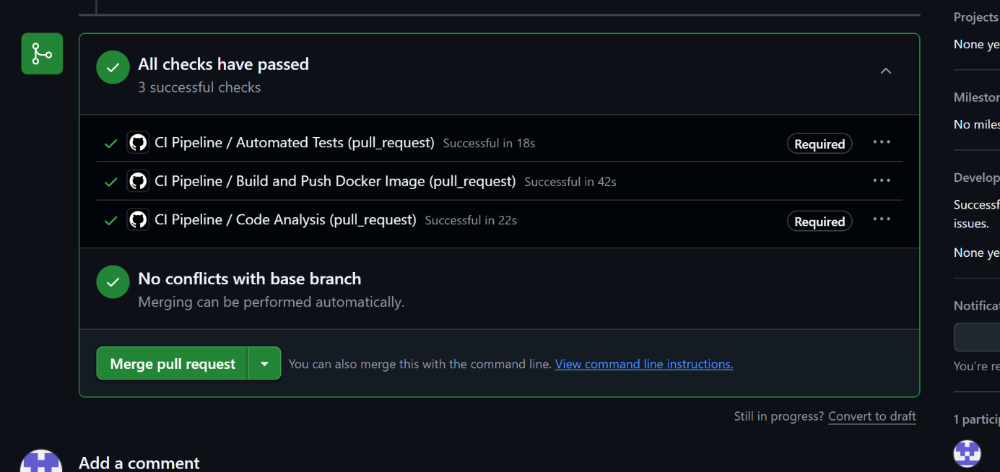 All checks have passed
3 successful checks
CI Pipeline / Automated Tests (pull_request) Successful in 18s Required
CI Pipeline / Build and Push Docker Image (pull_request) Successful in 42s
CI Pipeline / Code Analysis (pull_request) Successful in 22s Required
No conflicts with base branch
Merging can be performed automatically.
Merge pull request You can also merge this with the command line. View command line instructions.
Still in progress? Convert to draft
Add a comment
Projects
None ye
Mileston
No miles
Develop
Successf
issues.
None ye
Notificat
You're re
1 particip